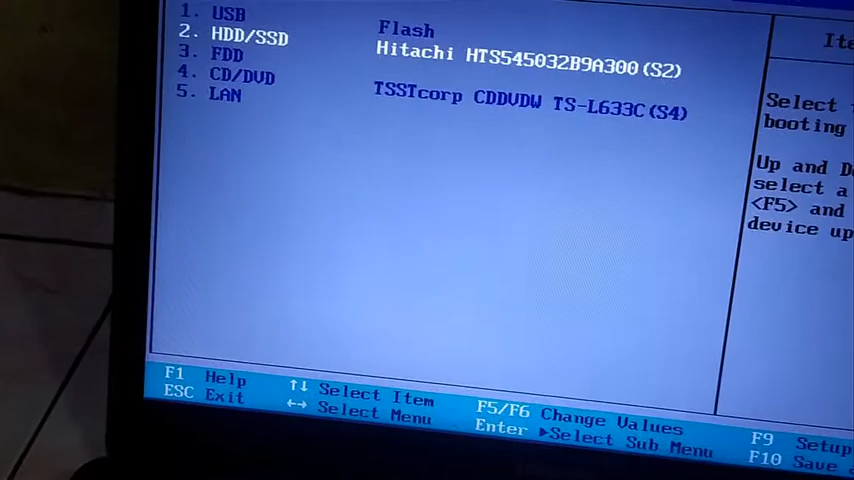 1. USB Flash
2. HDD/SSD Hitachi HTS545032B9A300(S2)
3. FDD
4. CD/DVD TSSTcorp CDDVDW TS-L633C(S4)
5. LAN
Select
booting
Up and
select a
<F5> and
device up
F1 Help ↑↓ Select Item F5/F6 Change Values F9 Setup
ESC Exit ←→ Select Menu Enter ▶Select Sub Menu F10 Save